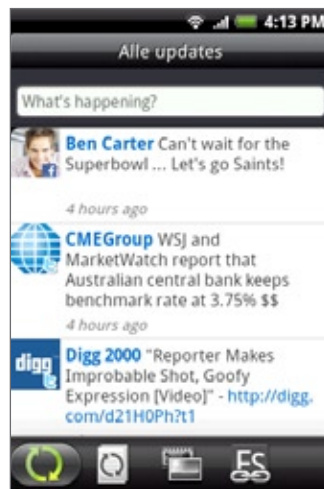 4:13 PM
Alle updates
What's happening?
Ben Carter Can't wait for the
Superbowl ... Let's go Saints!
4 hours ago
CMEGroup WSJ and
MarketWatch report that
Australian central bank keeps
benchmark rate at 3.75% $$
4 hours ago
digg
Digg 2000 "Reporter Makes
Improbable Shot, Goofy
Expression [Video]" - http://digg.
com/d21H0Ph?t1
FS